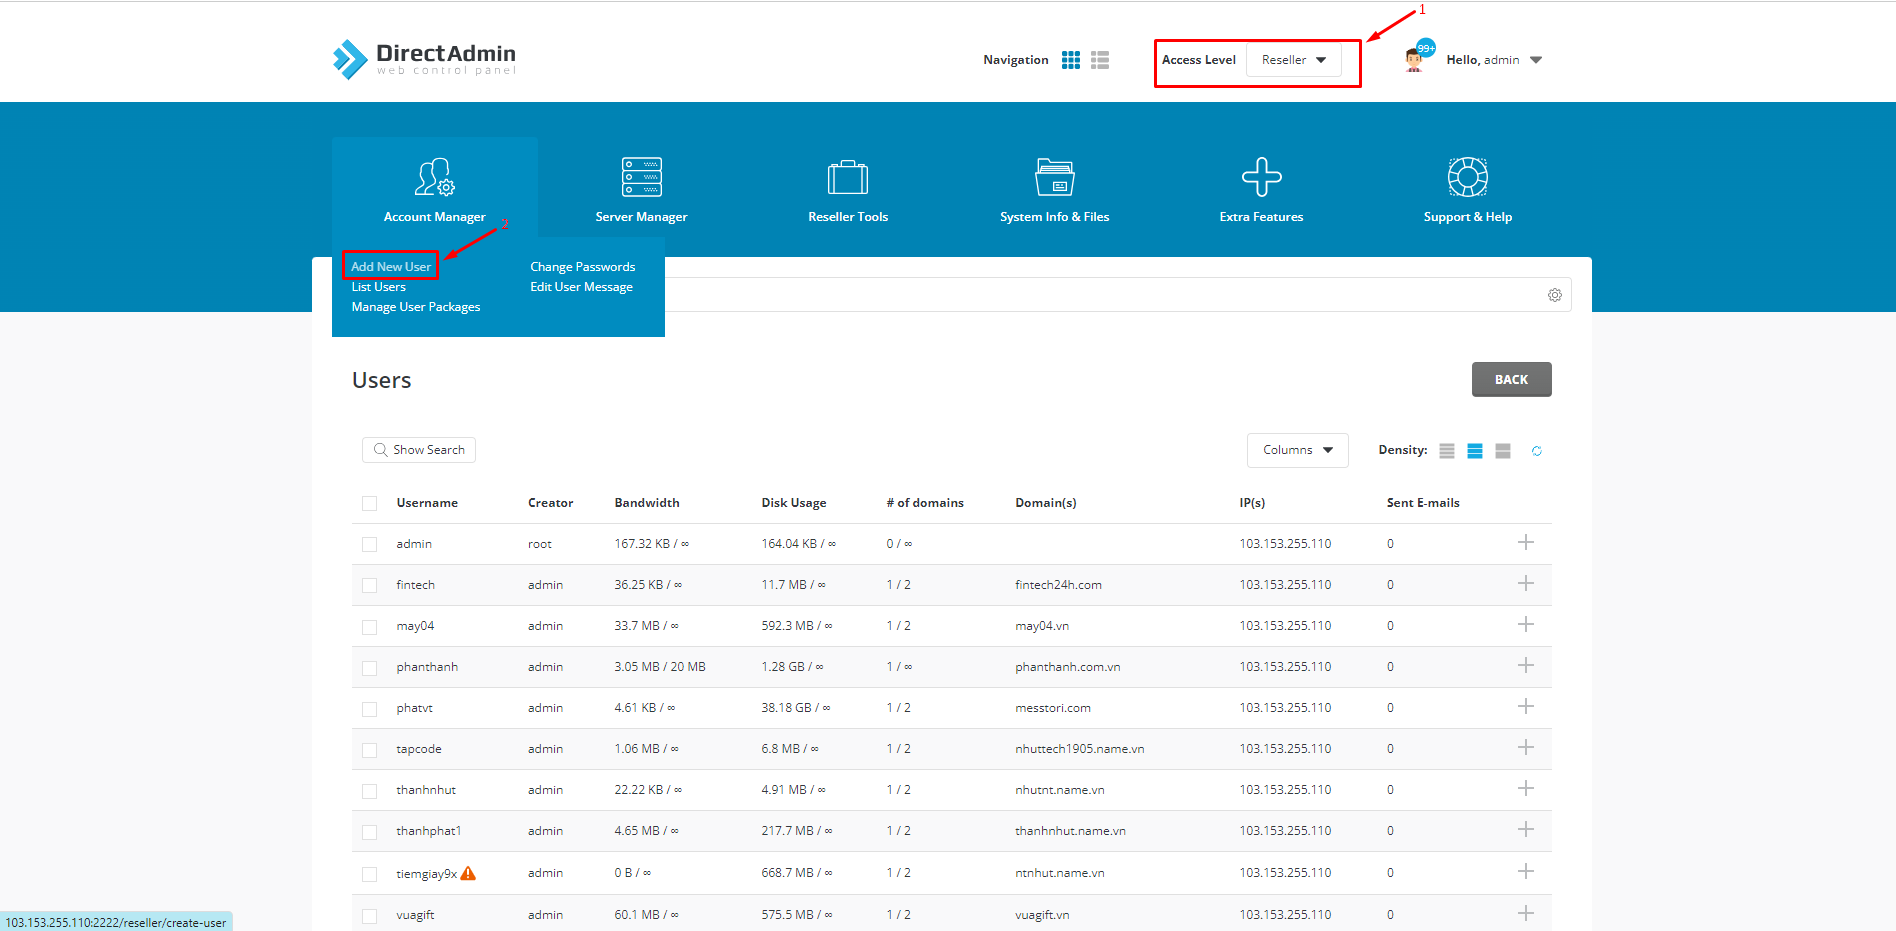 1
DirectAdmin
web control panel
Navigation
Access Level Reseller
99+
Hello, admin
Account Manager Server Manager Reseller Tools System Info & Files Extra Features Support & Help
2
Add New User Change Passwords
List Users Edit User Message
Manage User Packages
Users BACK
Show Search Columns Density:
Username Creator Bandwidth Disk Usage # of domains Domain(s) IP(s) Sent E-mails
admin root 167.32 KB / ∞ 164.04 KB / ∞ 0 / ∞ 103.153.255.110 0
fintech admin 36.25 KB / ∞ 11.7 MB / ∞ 1 / 2 fintech24h.com 103.153.255.110 0
may04 admin 33.7 MB / ∞ 592.3 MB / ∞ 1 / 2 may04.vn 103.153.255.110 0
phanthanh admin 3.05 MB / 20 MB 1.28 GB / ∞ 1 / ∞ phanthanh.com.vn 103.153.255.110 0
phatvt admin 4.61 KB / ∞ 38.18 GB / ∞ 1 / 2 messtori.com 103.153.255.110 0
tapcode admin 1.06 MB / ∞ 6.8 MB / ∞ 1 / 2 nhuttech1905.name.vn 103.153.255.110 0
thanhnhut admin 22.22 KB / ∞ 4.91 MB / ∞ 1 / 2 nhutnt.name.vn 103.153.255.110 0
thanhphat1 admin 4.65 MB / ∞ 217.7 MB / ∞ 1 / 2 thanhnhut.name.vn 103.153.255.110 0
tiemgiay9x admin 0 B / ∞ 668.7 MB / ∞ 1 / 2 ntnhut.name.vn 103.153.255.110 0
vuagift admin 60.1 MB / ∞ 575.5 MB / ∞ 1 / 2 vuagift.vn 103.153.255.110 0
103.153.255.110:2222/reseller/create-user